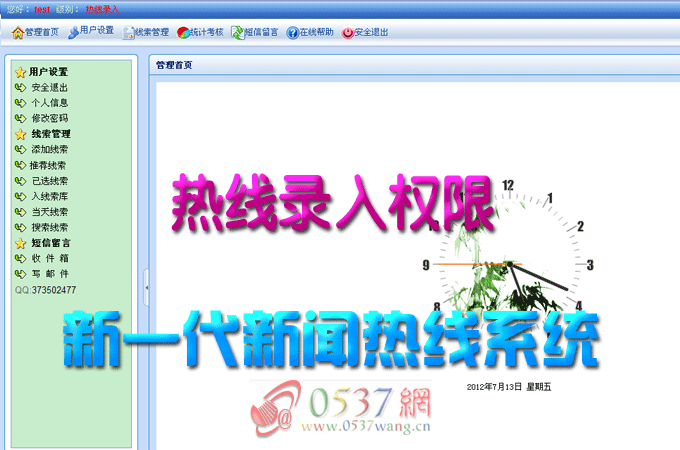 您好：test 级别：热线录入
管理首页 用户设置 线索管理 统计考核 短信留言 在线帮助 安全退出
用户设置
安全退出
个人信息
修改密码
线索管理
添加线索
推荐线索
已选线索
入线索库
当天线索
搜索线索
短信留言
收 件 箱
写 邮 件
QQ:373502477
管理首页
热线录入权限
12
1
2
9
3
8
4
新一代新闻热线系统
2012年7月13日 星期五
0537網
www.0537wang.cn